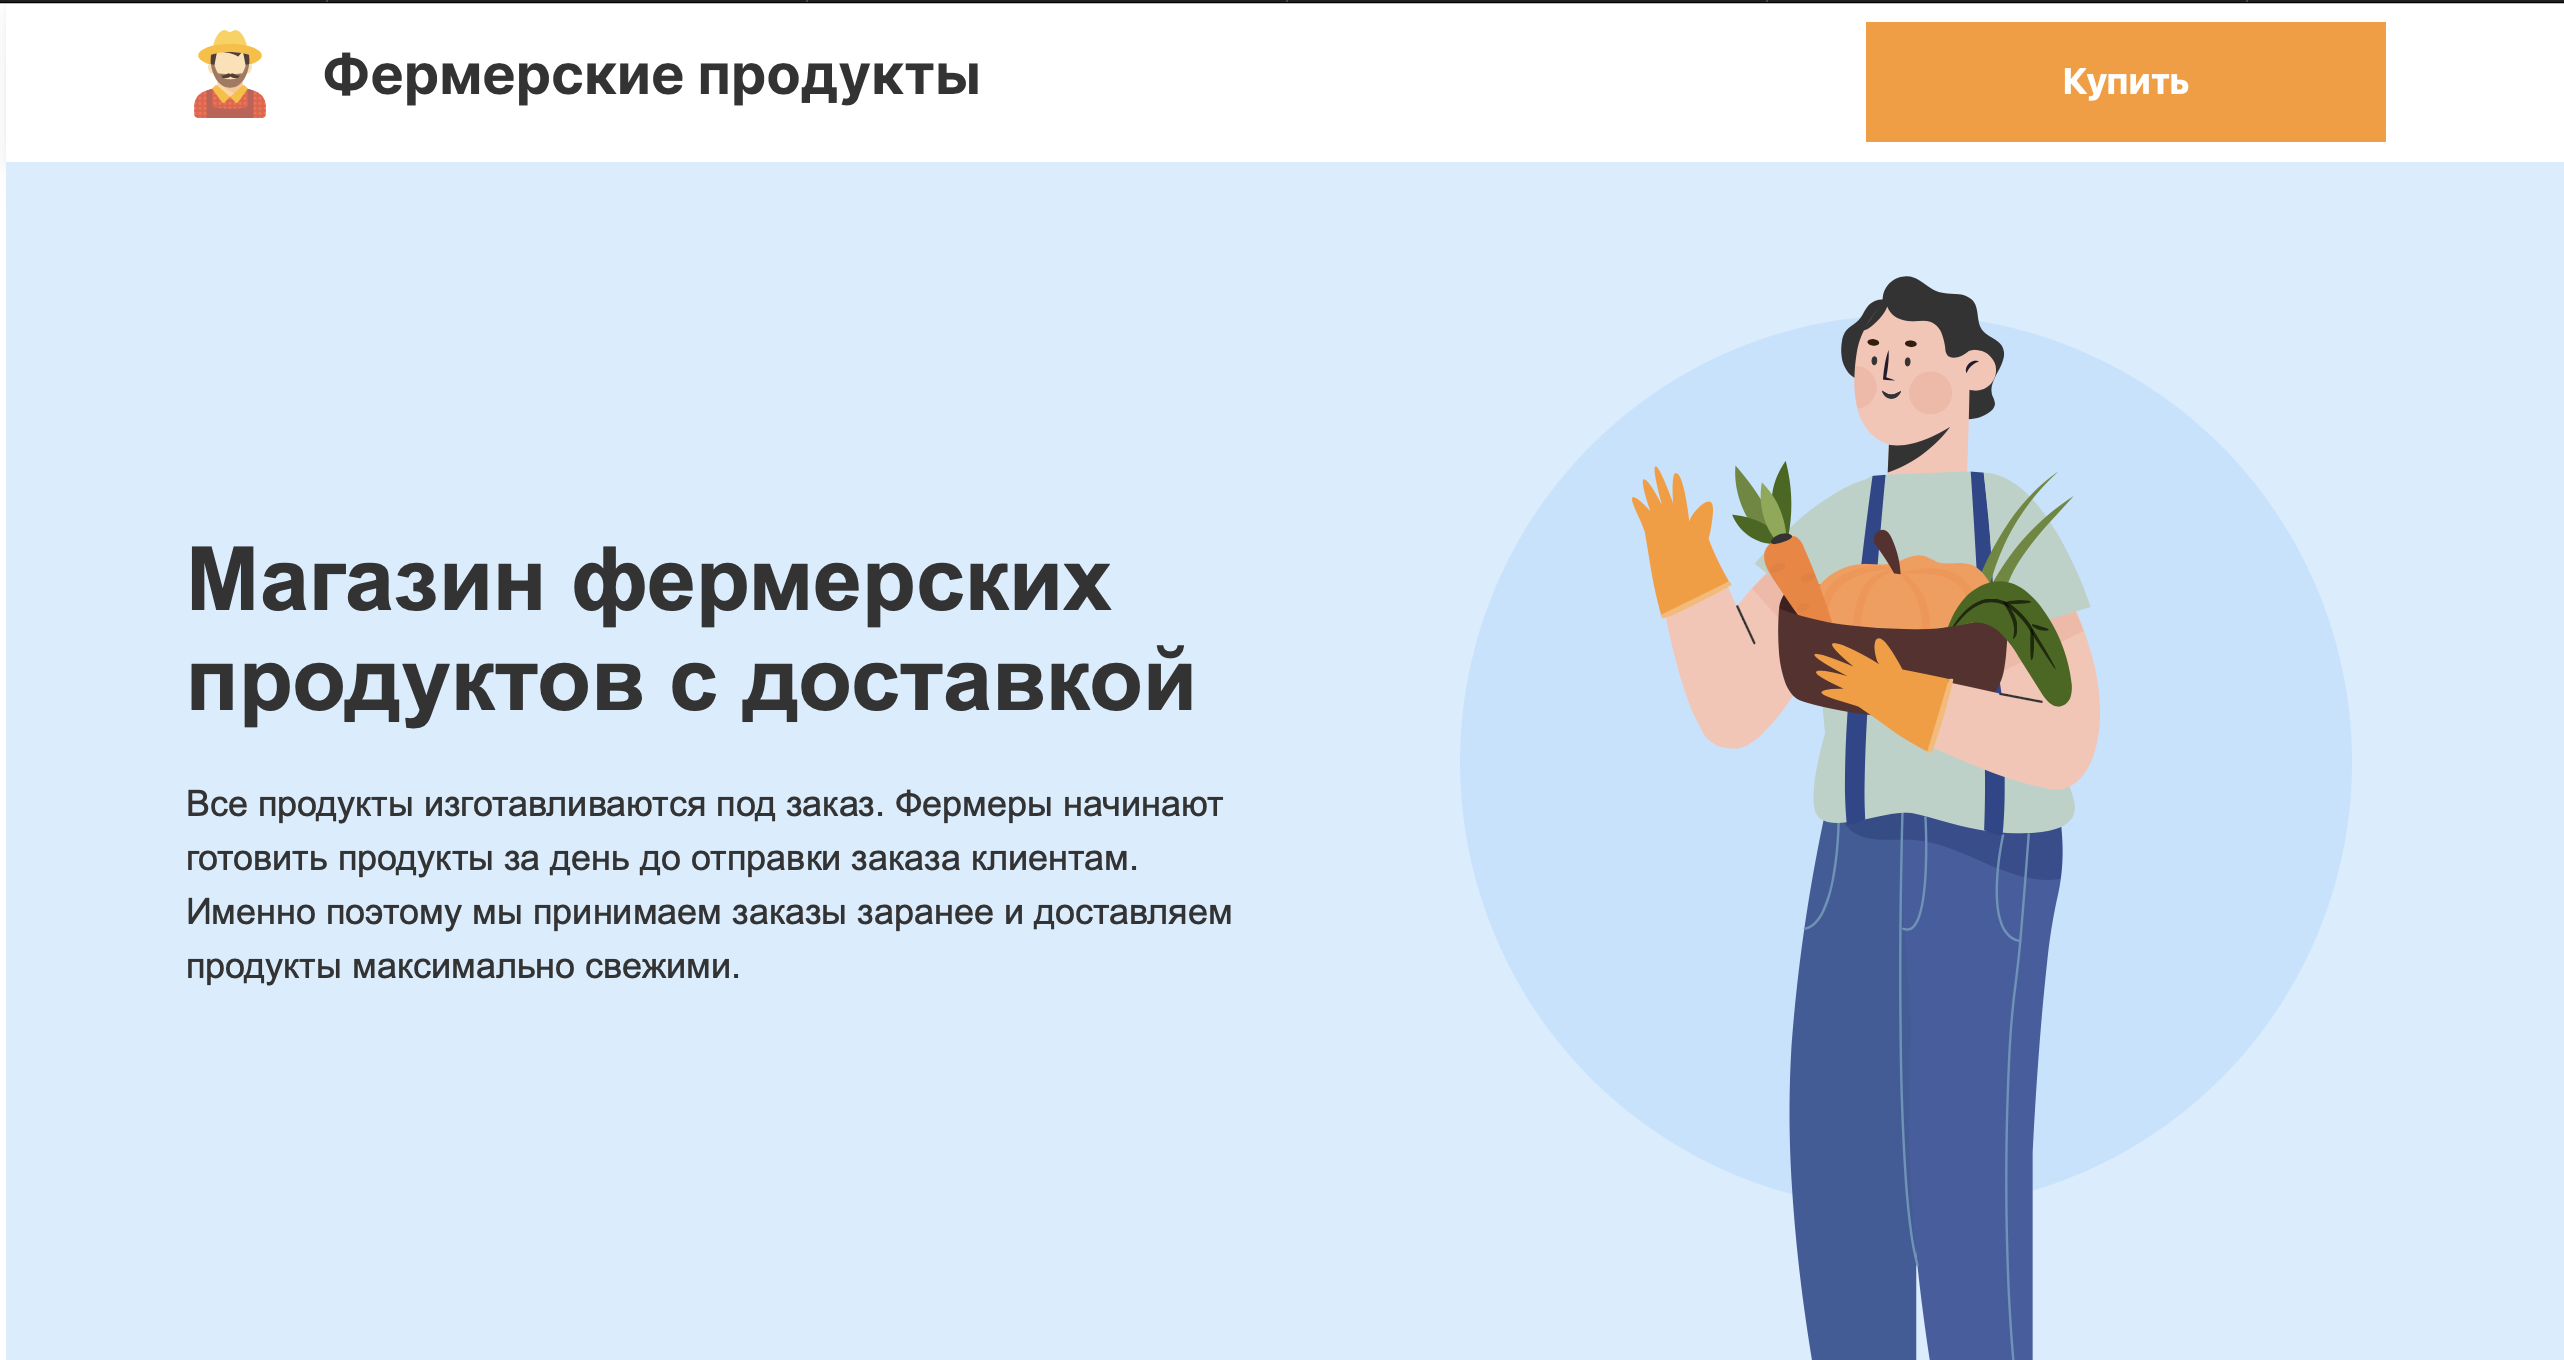 Фермерские продукты
Купить
Магазин фермерских
продуктов с доставкой
Все продукты изготавливаются под заказ. Фермеры начинают
готовить продукты за день до отправки заказа клиентам.
Именно поэтому мы принимаем заказы заранее и доставляем
продукты максимально свежими.